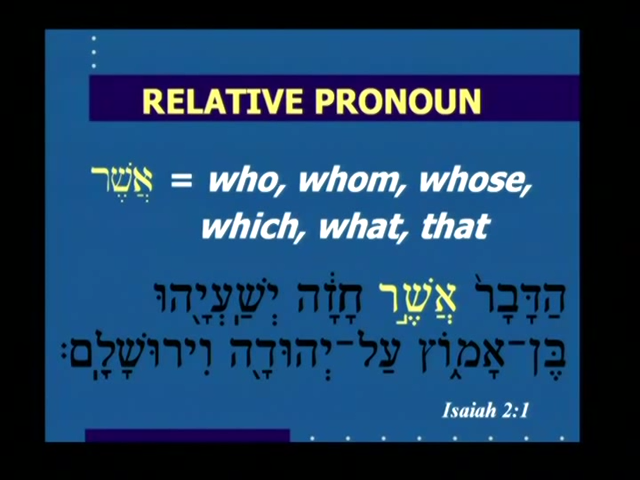 RELATIVE PRONOUN
אֲשֶׁר = who, whom, whose,
which, what, that
הַדָּבָר֙ אֲשֶׁ֣ר חָזָ֔ה יְשַֽׁעְיָ֖הוּ
בֶּן־אָמ֑וֹץ עַל־יְהוּדָ֖ה וִירוּשָׁלָֽ͏ִם׃
Isaiah 2:1